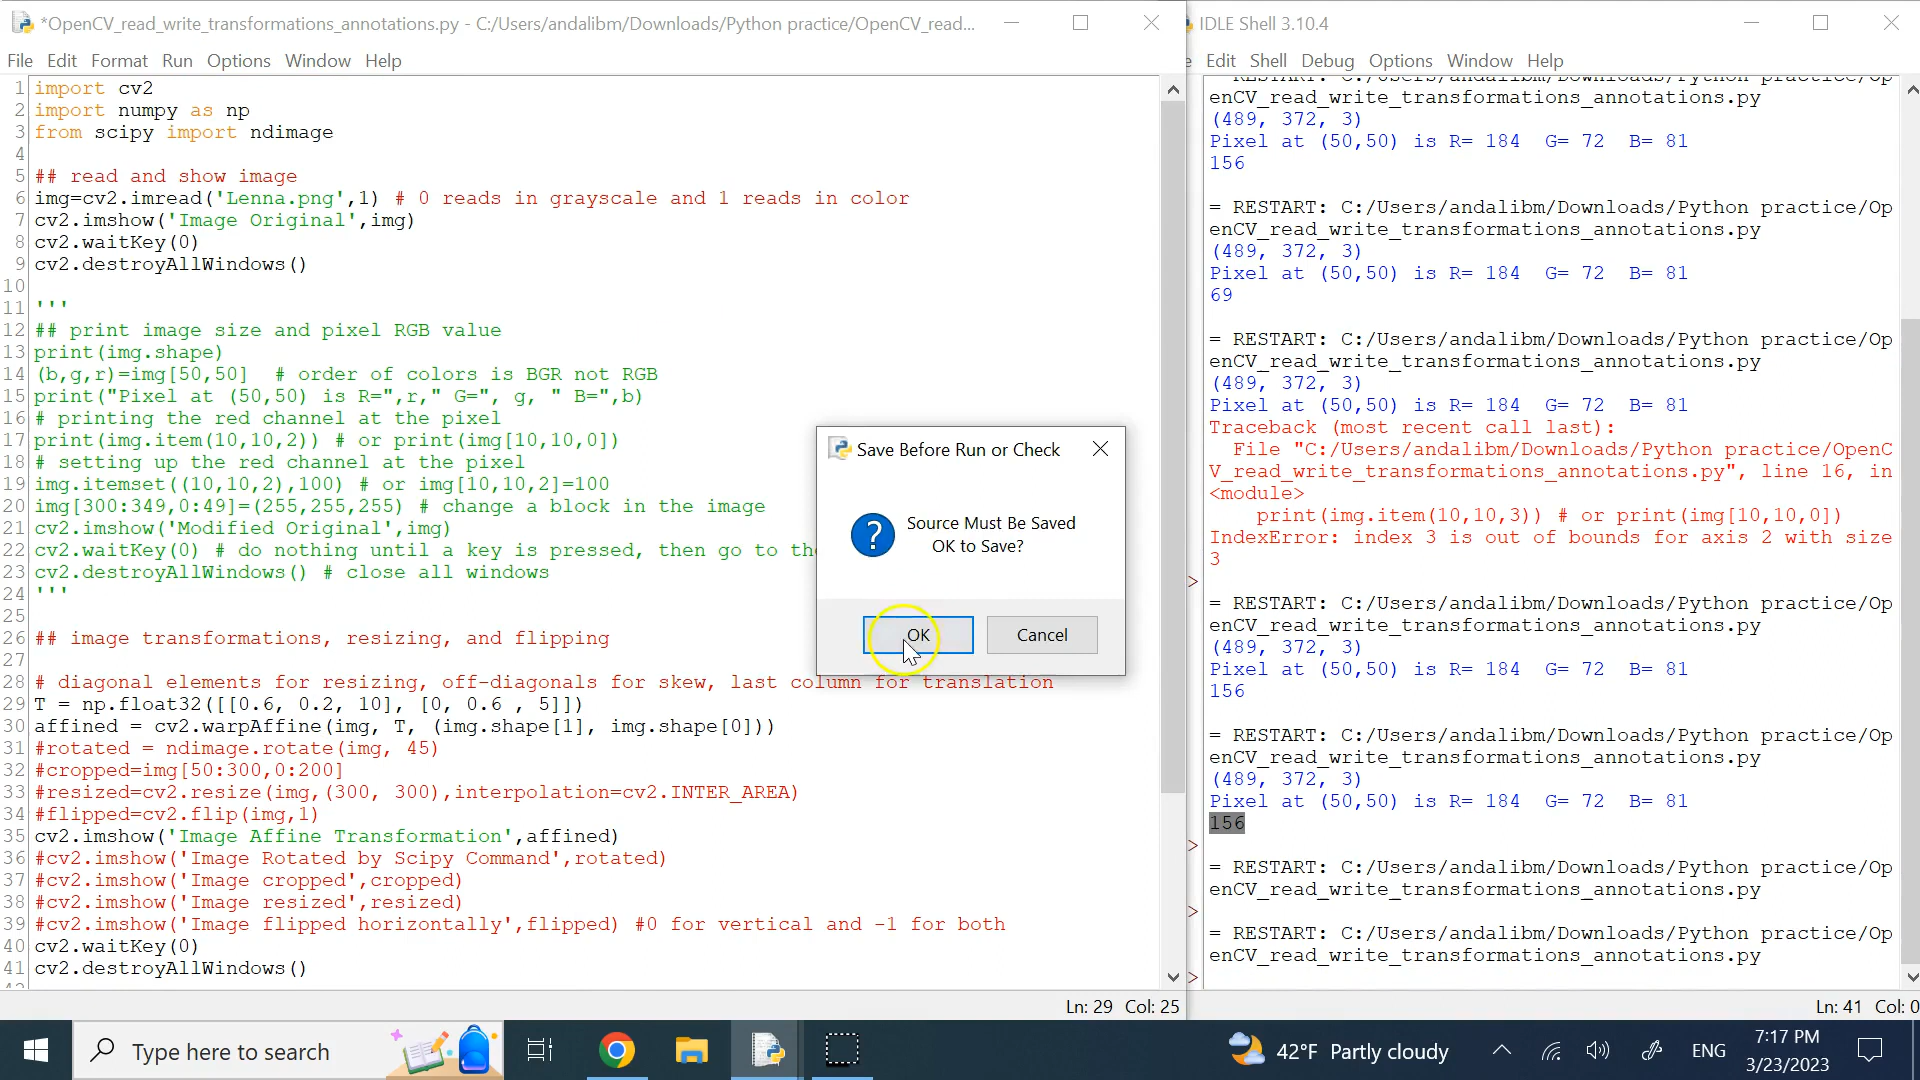 *OpenCV_read_write_transformations_annotations.py - C:/Users/andalibm/Downloads/Python practice/OpenCV_read...
File Edit Format Run Options Window Help
1 import cv2
2 import numpy as np
3 from scipy import ndimage
4
5 ## read and show image
6 img=cv2.imread('Lenna.png',1) # 0 reads in grayscale and 1 reads in color
7 cv2.imshow('Image Original',img)
8 cv2.waitKey(0)
9 cv2.destroyAllWindows()
10
11 '''
12 ## print image size and pixel RGB value
13 print(img.shape)
14 (b,g,r)=img[50,50]  # order of colors is BGR not RGB
15 print("Pixel at (50,50) is R=",r," G=", g, " B=",b)
16 # printing the red channel at the pixel
17 print(img.item(10,10,2)) # or print(img[10,10,0])
18 # setting up the red channel at the pixel
19 img.itemset((10,10,2),100) # or img[10,10,2]=100
20 img[300:349,0:49]=(255,255,255) # change a block in the image
21 cv2.imshow('Modified Original',img)
22 cv2.waitKey(0) # do nothing until a key is pressed, then go to
23 cv2.destroyAllWindows() # close all windows
24 '''
25
26 ## image transformations, resizing, and flipping
27
28 # diagonal elements for resizing, off-diagonals for skew, last column for translation
29 T = np.float32([[0.6, 0.2, 10], [0, 0.6 , 5]])
30 affined = cv2.warpAffine(img, T, (img.shape[1], img.shape[0]))
31 #rotated = ndimage.rotate(img, 45)
32 #cropped=img[50:300,0:200]
33 #resized=cv2.resize(img,(300, 300),interpolation=cv2.INTER_AREA)
34 #flipped=cv2.flip(img,1)
35 cv2.imshow('Image Affine Transformation',affined)
36 #cv2.imshow('Image Rotated by Scipy Command',rotated)
37 #cv2.imshow('Image cropped',cropped)
38 #cv2.imshow('Image resized',resized)
39 #cv2.imshow('Image flipped horizontally',flipped) #0 for vertical and -1 for both
40 cv2.waitKey(0)
41 cv2.destroyAllWindows()
Ln: 29 Col: 25
Save Before Run or Check
Source Must Be Saved
OK to Save?
OK
Cancel
IDLE Shell 3.10.4
Edit Shell Debug Options Window Help
= RESTART: C:/Users/andalibm/Downloads/Python practice/Op
enCV_read_write_transformations_annotations.py
(489, 372, 3)
Pixel at (50,50) is R= 184  G= 72  B= 81
156
= RESTART: C:/Users/andalibm/Downloads/Python practice/Op
enCV_read_write_transformations_annotations.py
(489, 372, 3)
Pixel at (50,50) is R= 184  G= 72  B= 81
69
= RESTART: C:/Users/andalibm/Downloads/Python practice/Op
enCV_read_write_transformations_annotations.py
(489, 372, 3)
Pixel at (50,50) is R= 184  G= 72  B= 81
Traceback (most recent call last):
File "C:/Users/andalibm/Downloads/Python practice/OpenC
V_read_write_transformations_annotations.py", line 16, in
<module>
print(img.item(10,10,3)) # or print(img[10,10,0])
IndexError: index 3 is out of bounds for axis 2 with size
3
>
= RESTART: C:/Users/andalibm/Downloads/Python practice/Op
enCV_read_write_transformations_annotations.py
(489, 372, 3)
Pixel at (50,50) is R= 184  G= 72  B= 81
156
= RESTART: C:/Users/andalibm/Downloads/Python practice/Op
enCV_read_write_transformations_annotations.py
(489, 372, 3)
Pixel at (50,50) is R= 184  G= 72  B= 81
156
>
= RESTART: C:/Users/andalibm/Downloads/Python practice/Op
enCV_read_write_transformations_annotations.py
>
= RESTART: C:/Users/andalibm/Downloads/Python practice/Op
enCV_read_write_transformations_annotations.py
>
Ln: 41 Col: 0
Type here to search
42°F Partly cloudy
ENG
7:17 PM
3/23/2023